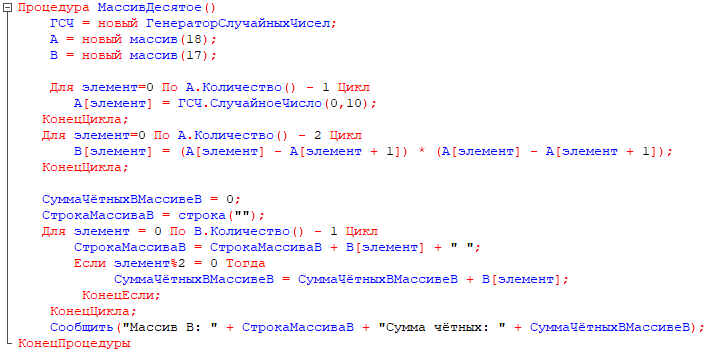 Процедура МассивДесятое()
ГСЧ = новый ГенераторСлучайныхЧисел;
А = новый массив(18);
В = новый массив(17);
Для элемент=0 По А.Количество() - 1 Цикл
А[элемент] = ГСЧ.СлучайноеЧисло(0,10);
КонецЦикла;
Для элемент=0 По А.Количество() - 2 Цикл
В[элемент] = (А[элемент] - А[элемент + 1]) * (А[элемент] - А[элемент + 1]);
КонецЦикла;
СуммаЧётныхВМассивеВ = 0;
СтрокаМассиваВ = строка("");
Для элемент = 0 По В.Количество() - 1 Цикл
СтрокаМассиваВ = СтрокаМассиваВ + В[элемент] + " ";
Если элемент%2 = 0 Тогда
СуммаЧётныхВМассивеВ = СуммаЧётныхВМассивеВ + В[элемент];
КонецЕсли;
КонецЦикла;
Сообщить("Массив В: " + СтрокаМассиваВ + "Сумма чётных: " + СуммаЧётныхВМассивеВ);
КонецПроцедуры